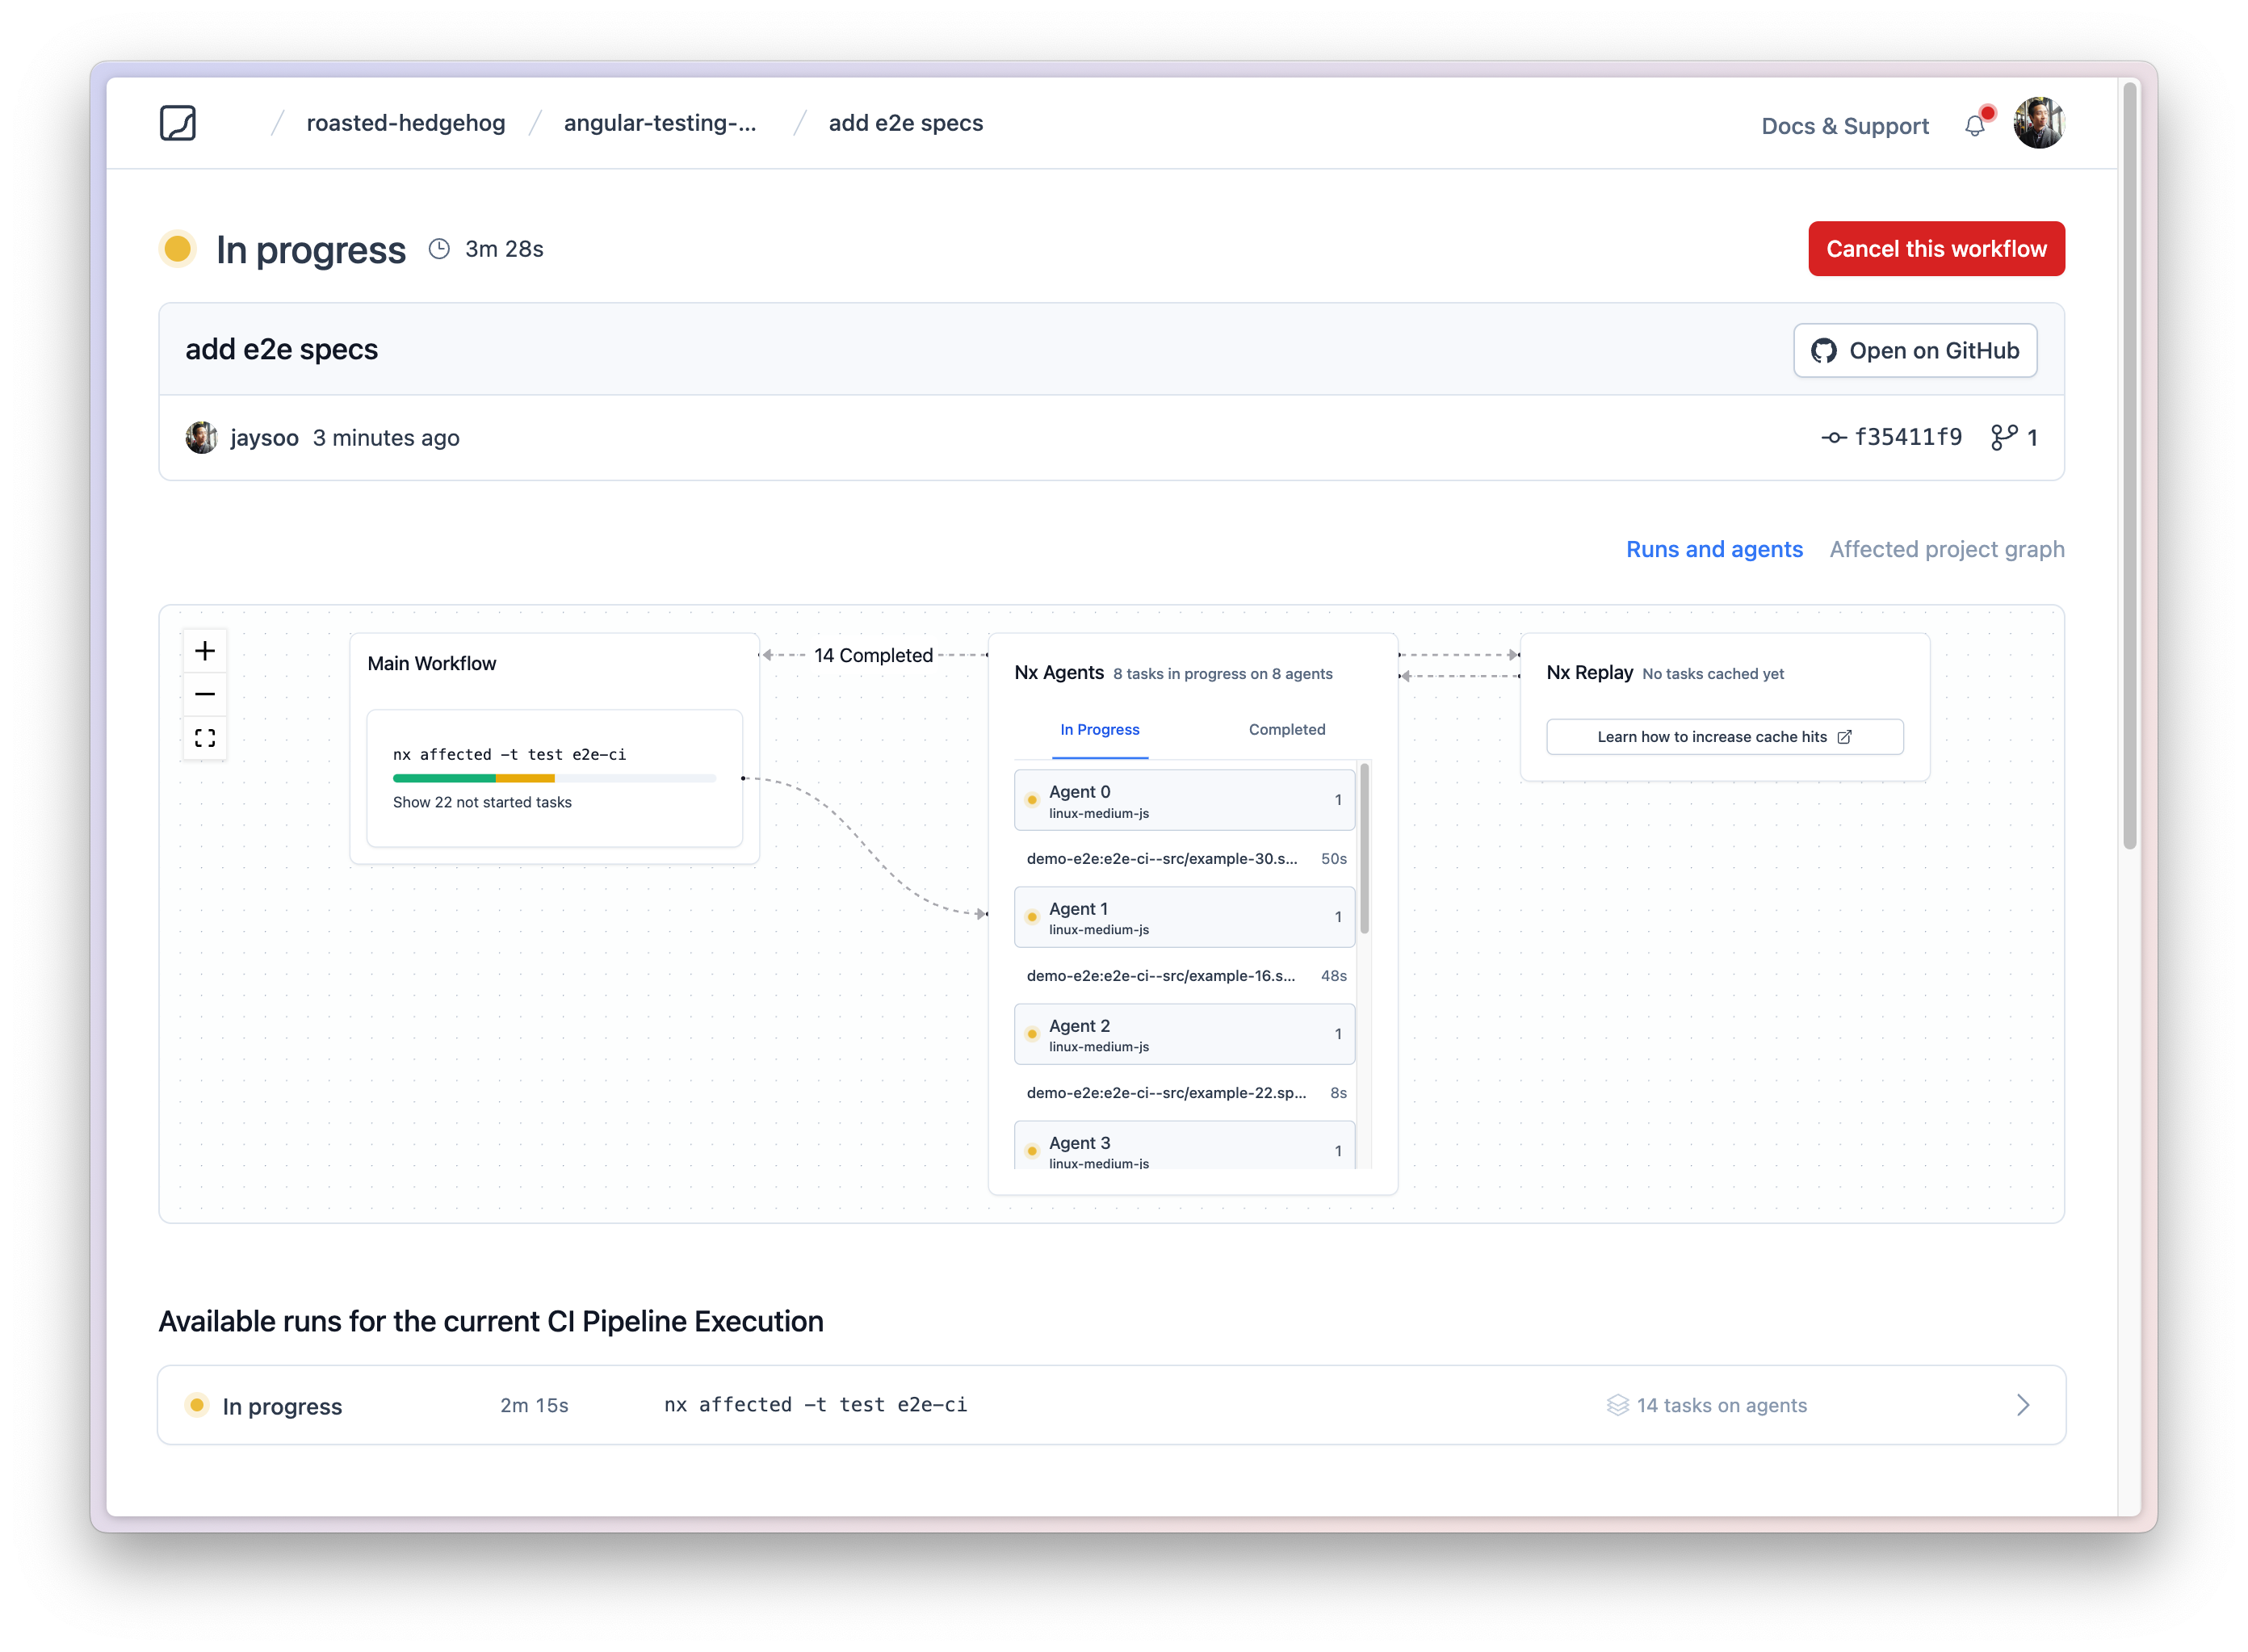 / roasted-hedgehog / angular-testing-... / add e2e specs Docs & Support
In progress 3m 28s Cancel this workflow
add e2e specs Open on GitHub
jaysoo 3 minutes ago f35411f9 1
Runs and agents Affected project graph
Main Workflow
nx affected -t test e2e-ci
Show 22 not started tasks
14 Completed
Nx Agents 8 tasks in progress on 8 agents
In Progress Completed
Agent 0 1
linux-medium-js
demo-e2e:e2e-ci--src/example-30.s... 50s
Agent 1 1
linux-medium-js
demo-e2e:e2e-ci--src/example-16.s... 48s
Agent 2 1
linux-medium-js
demo-e2e:e2e-ci--src/example-22.sp... 8s
Agent 3 1
linux-medium-js
Nx Replay No tasks cached yet
Learn how to increase cache hits
Available runs for the current CI Pipeline Execution
In progress 2m 15s nx affected -t test e2e-ci 14 tasks on agents